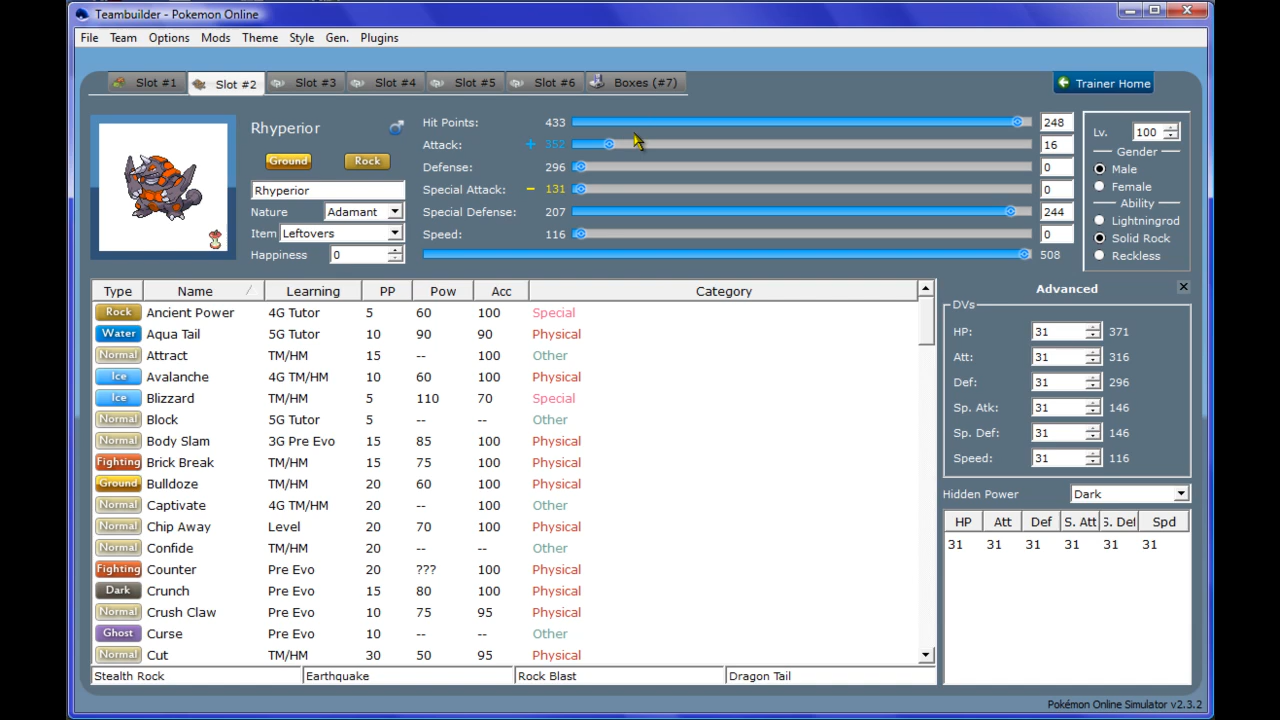 Teambuilder - Pokemon Online
File Team Options Mods Theme Style Gen. Plugins
Slot #1 Slot #2 Slot #3 Slot #4 Slot #5 Slot #6 Boxes (#7) Trainer Home
Rhyperior
Ground Rock
Rhyperior
Nature Adamant
Item Leftovers
Happiness 0
Hit Points: 433 248
Attack: + 352 16
Defense: 296 0
Special Attack: − 131 0
Special Defense: 207 244
Speed: 116 0
508
Lv. 100
Gender
Male
Female
Ability
Lightningrod
Solid Rock
Reckless
Type Name Learning PP Pow Acc Category
Rock Ancient Power 4G Tutor 5 60 100 Special
Water Aqua Tail 5G Tutor 10 90 90 Physical
Normal Attract TM/HM 15 -- 100 Other
Ice Avalanche 4G TM/HM 10 60 100 Physical
Ice Blizzard TM/HM 5 110 70 Special
Normal Block 5G Tutor 5 -- -- Other
Normal Body Slam 3G Pre Evo 15 85 100 Physical
Fighting Brick Break TM/HM 15 75 100 Physical
Ground Bulldoze TM/HM 20 60 100 Physical
Normal Captivate 4G TM/HM 20 -- 100 Other
Normal Chip Away Level 20 70 100 Physical
Normal Confide TM/HM 20 -- -- Other
Fighting Counter Pre Evo 20 ??? 100 Physical
Dark Crunch Pre Evo 15 80 100 Physical
Normal Crush Claw Pre Evo 10 75 95 Physical
Ghost Curse Pre Evo 10 -- -- Other
Normal Cut TM/HM 30 50 95 Physical
Stealth Rock Earthquake Rock Blast Dragon Tail
Advanced
DVs
HP: 31 371
Att: 31 316
Def: 31 296
Sp. Atk: 31 146
Sp. Def: 31 146
Speed: 31 116
Hidden Power Dark
HP Att Def S. Att S. Def Spd
31 31 31 31 31 31
Pokémon Online Simulator v2.3.2